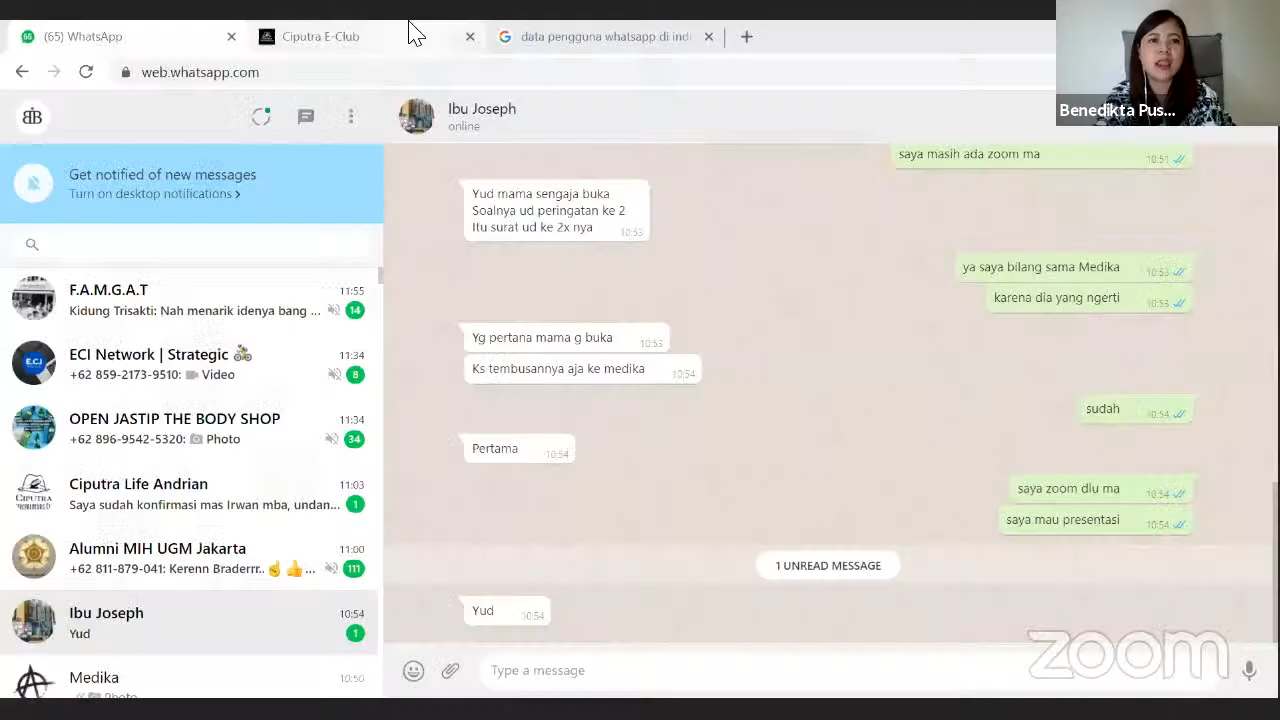 (65) WhatsApp
Ciputra E-Club
data pengguna whatsapp di ind
web.whatsapp.com
Benedikta Pus...
Get notified of new messages
Turn on desktop notifications >
F.A.M.G.A.T
11:55
Kidung Trisakti: Nah menarik idenya bang ...
14
ECI Network | Strategic 🚴
11:34
+62 859-2173-9510: Video
8
OPEN JASTIP THE BODY SHOP
11:34
+62 896-9542-5320: Photo
34
Ciputra Life Andrian
11:03
Saya sudah konfirmasi mas Irwan mba, undan...
1
Alumni MIH UGM Jakarta
11:00
+62 811-879-041: Kerenn Braderrr..☝👍...
111
Ibu Joseph
10:54
Yud
1
Medika
10:50
Photo
Ibu Joseph
online
saya masih ada zoom ma
10:51
Yud mama sengaja buka
Soalnya ud peringatan ke 2
Itu surat ud ke 2x nya
10:53
ya saya bilang sama Medika
10:53
karena dia yang ngerti
10:53
Yg pertana mama g buka
10:53
Ks tembusannya aja ke medika
10:54
sudah
10:54
Pertama
10:54
saya zoom dlu ma
10:54
saya mau presentasi
10:54
1 UNREAD MESSAGE
Yud
10:54
Type a message
zoom